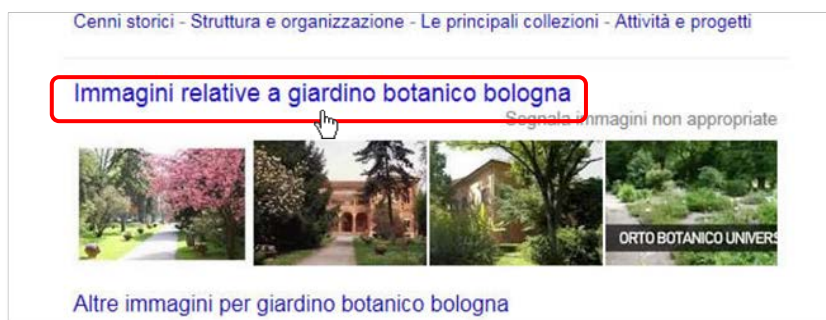 Cenni storici - Struttura e organizzazione - Le principali collezioni - Attività e progetti
Immagini relative a giardino botanico bologna
Segnala immagini non appropriate
ORTO BOTANICO UNIVERS
Altre immagini per giardino botanico bologna